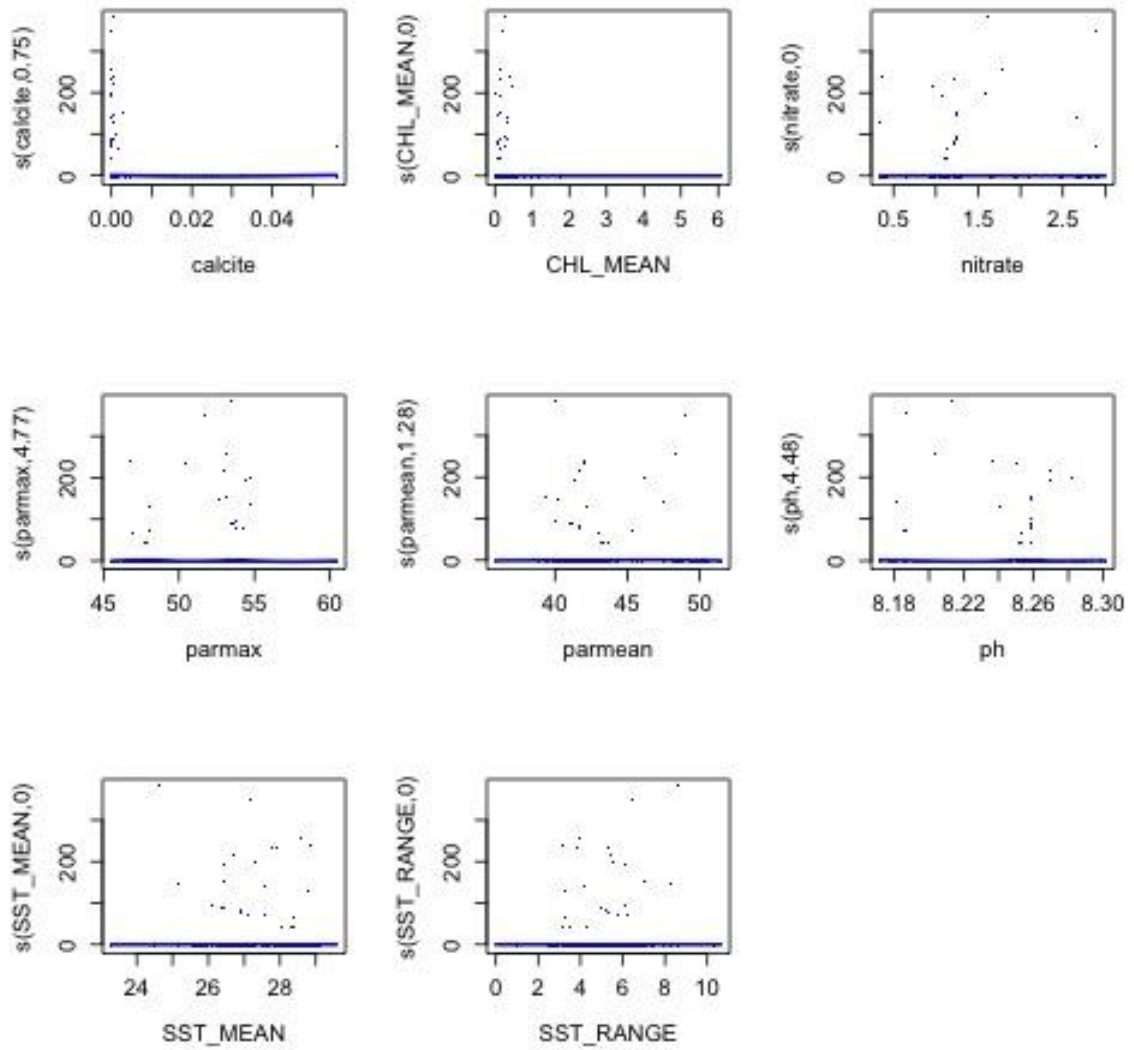 s(calcite,0.75)
200
0
0.00 0.02 0.04
calcite
s(CHL_MEAN,0)
200
0
0 1 2 3 4 5 6
CHL_MEAN
s(nitrate,0)
200
0
0.5 1.5 2.5
nitrate
s(parmax,4.77)
200
0
45 50 55 60
parmax
s(parmean,1.28)
200
0
40 45 50
parmean
s(ph,4.48)
200
0
8.18 8.22 8.26 8.30
ph
s(SST_MEAN,0)
200
0
24 26 28
SST_MEAN
s(SST_RANGE,0)
200
0
0 2 4 6 8 10
SST_RANGE